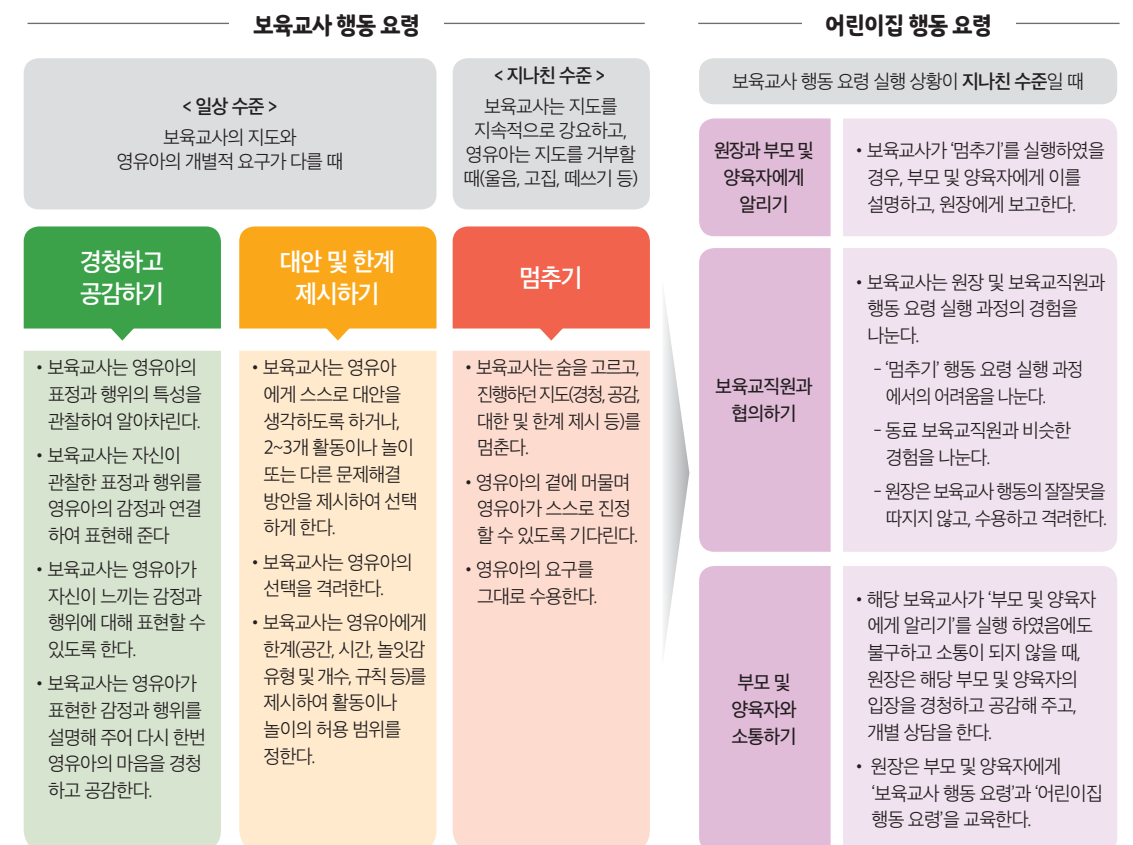 보육교사 행동 요령
< 일상 수준 >
보육교사의 지도와
영유아의 개별적 요구가 다를 때
< 지나친 수준 >
보육교사는 지도를
지속적으로 강요하고,
영유아는 지도를 거부할
때(울음, 고집, 떼쓰기 등)
경청하고
공감하기
• 보육교사는 영유아의
표정과 행위의 특성을
관찰하여 알아차린다.
• 보육교사는 자신이
관찰한 표정과 행위를
영유아의 감정과 연결
하여 표현해 준다
• 보육교사는 영유아가
자신이 느끼는 감정과
행위에 대해 표현할 수
있도록 한다.
• 보육교사는 영유아가
표현한 감정과 행위를
설명해 주어 다시 한번
영유아의 마음을 경청
하고 공감한다.
대안 및 한계
제시하기
• 보육교사는 영유아
에게 스스로 대안을
생각하도록 하거나,
2~3개 활동이나 놀이
또는 다른 문제해결
방안을 제시하여 선택
하게 한다.
• 보육교사는 영유아의
선택을 격려한다.
• 보육교사는 영유아에게
한계(공간, 시간, 놀잇감
유형 및 개수, 규칙 등)를
제시하여 활동이나
놀이의 허용 범위를
정한다.
멈추기
• 보육교사는 숨을 고르고,
진행하던 지도(경청, 공감,
대한 및 한계 제시 등)를
멈춘다.
• 영유아의 곁에 머물며
영유아가 스스로 진정
할 수 있도록 기다린다.
• 영유아의 요구를
그대로 수용한다.
어린이집 행동 요령
보육교사 행동 요령 실행 상황이 지나친 수준일 때
원장과 부모 및
양육자에게
알리기
• 보육교사가 ‘멈추기’를 실행하였을
경우, 부모 및 양육자에게 이를
설명하고, 원장에게 보고한다.
보육교직원과
협의하기
• 보육교사는 원장 및 보육교직원과
행동 요령 실행 과정의 경험을
나눈다.
- ‘멈추기’ 행동 요령 실행 과정
에서의 어려움을 나눈다.
- 동료 보육교직원과 비슷한
경험을 나눈다.
- 원장은 보육교사 행동의 잘잘못을
따지지 않고, 수용하고 격려한다.
부모 및
양육자와
소통하기
• 해당 보육교사가 ‘부모 및 양육자
에게 알리기’를 실행 하였음에도
불구하고 소통이 되지 않을 때,
원장은 해당 부모 및 양육자의
입장을 경청하고 공감해 주고,
개별 상담을 한다.
• 원장은 부모 및 양육자에게
‘보육교사 행동 요령’과 ‘어린이집
행동 요령’을 교육한다.